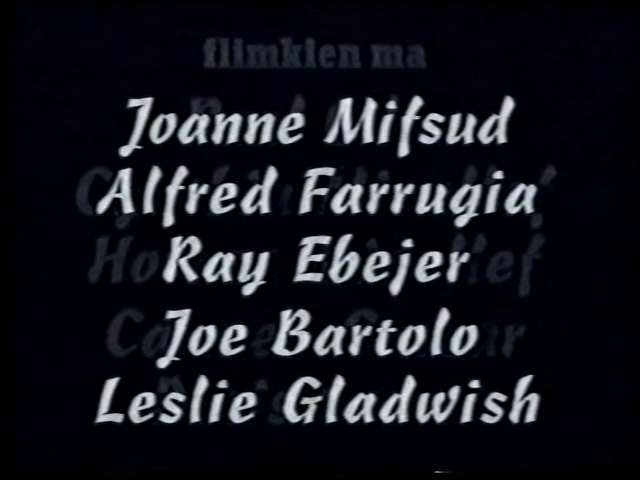 flimkien ma
Joanne Mifsud
Alfred Farrugia
Ray Ebejer
Joe Bartolo
Leslie Gladwish